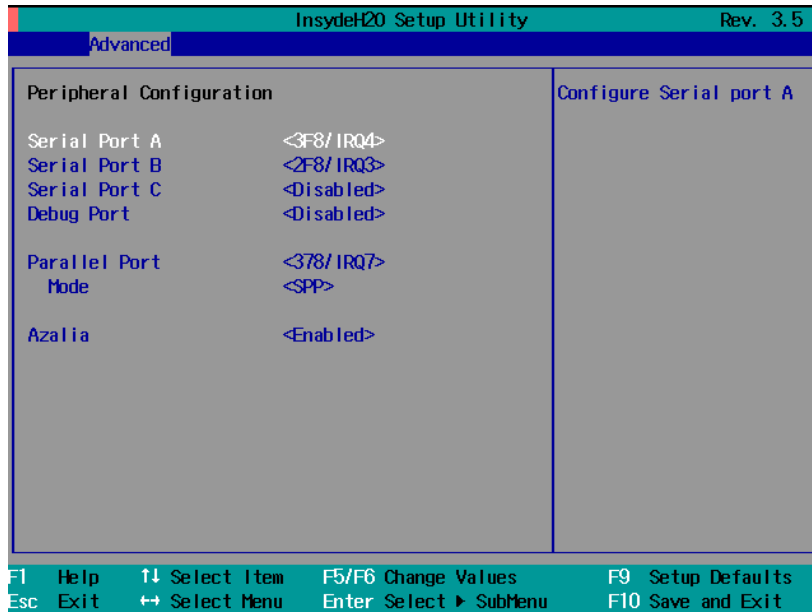 InsydeH2O Setup Utility Rev. 3.5
Advanced
Peripheral Configuration
Configure Serial port A
Serial Port A <3F8/IRQ4>
Serial Port B <2F8/IRQ3>
Serial Port C <Disabled>
Debug Port <Disabled>
Parallel Port <378/IRQ7>
Mode <SPP>
Azalia <Enabled>
F1 Help ↑↓ Select Item F5/F6 Change Values F9 Setup Defaults
Esc Exit ↔ Select Menu Enter Select ▶ SubMenu F10 Save and Exit